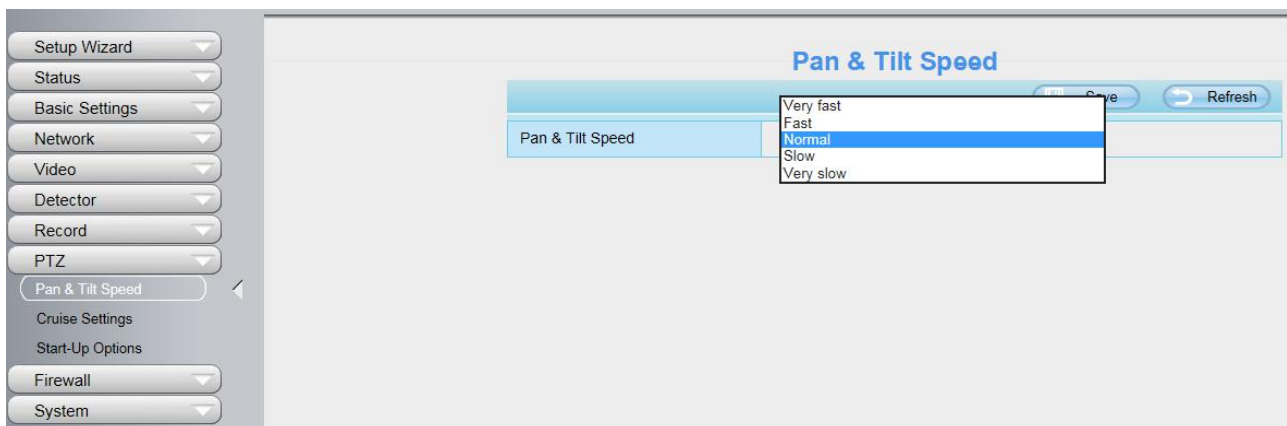 Setup Wizard
Status
Basic Settings
Network
Video
Detector
Record
PTZ
Pan & Tilt Speed
Cruise Settings
Start-Up Options
Firewall
System
Pan & Tilt Speed
Save Refresh
Pan & Tilt Speed
Very fast
Fast
Normal
Slow
Very slow